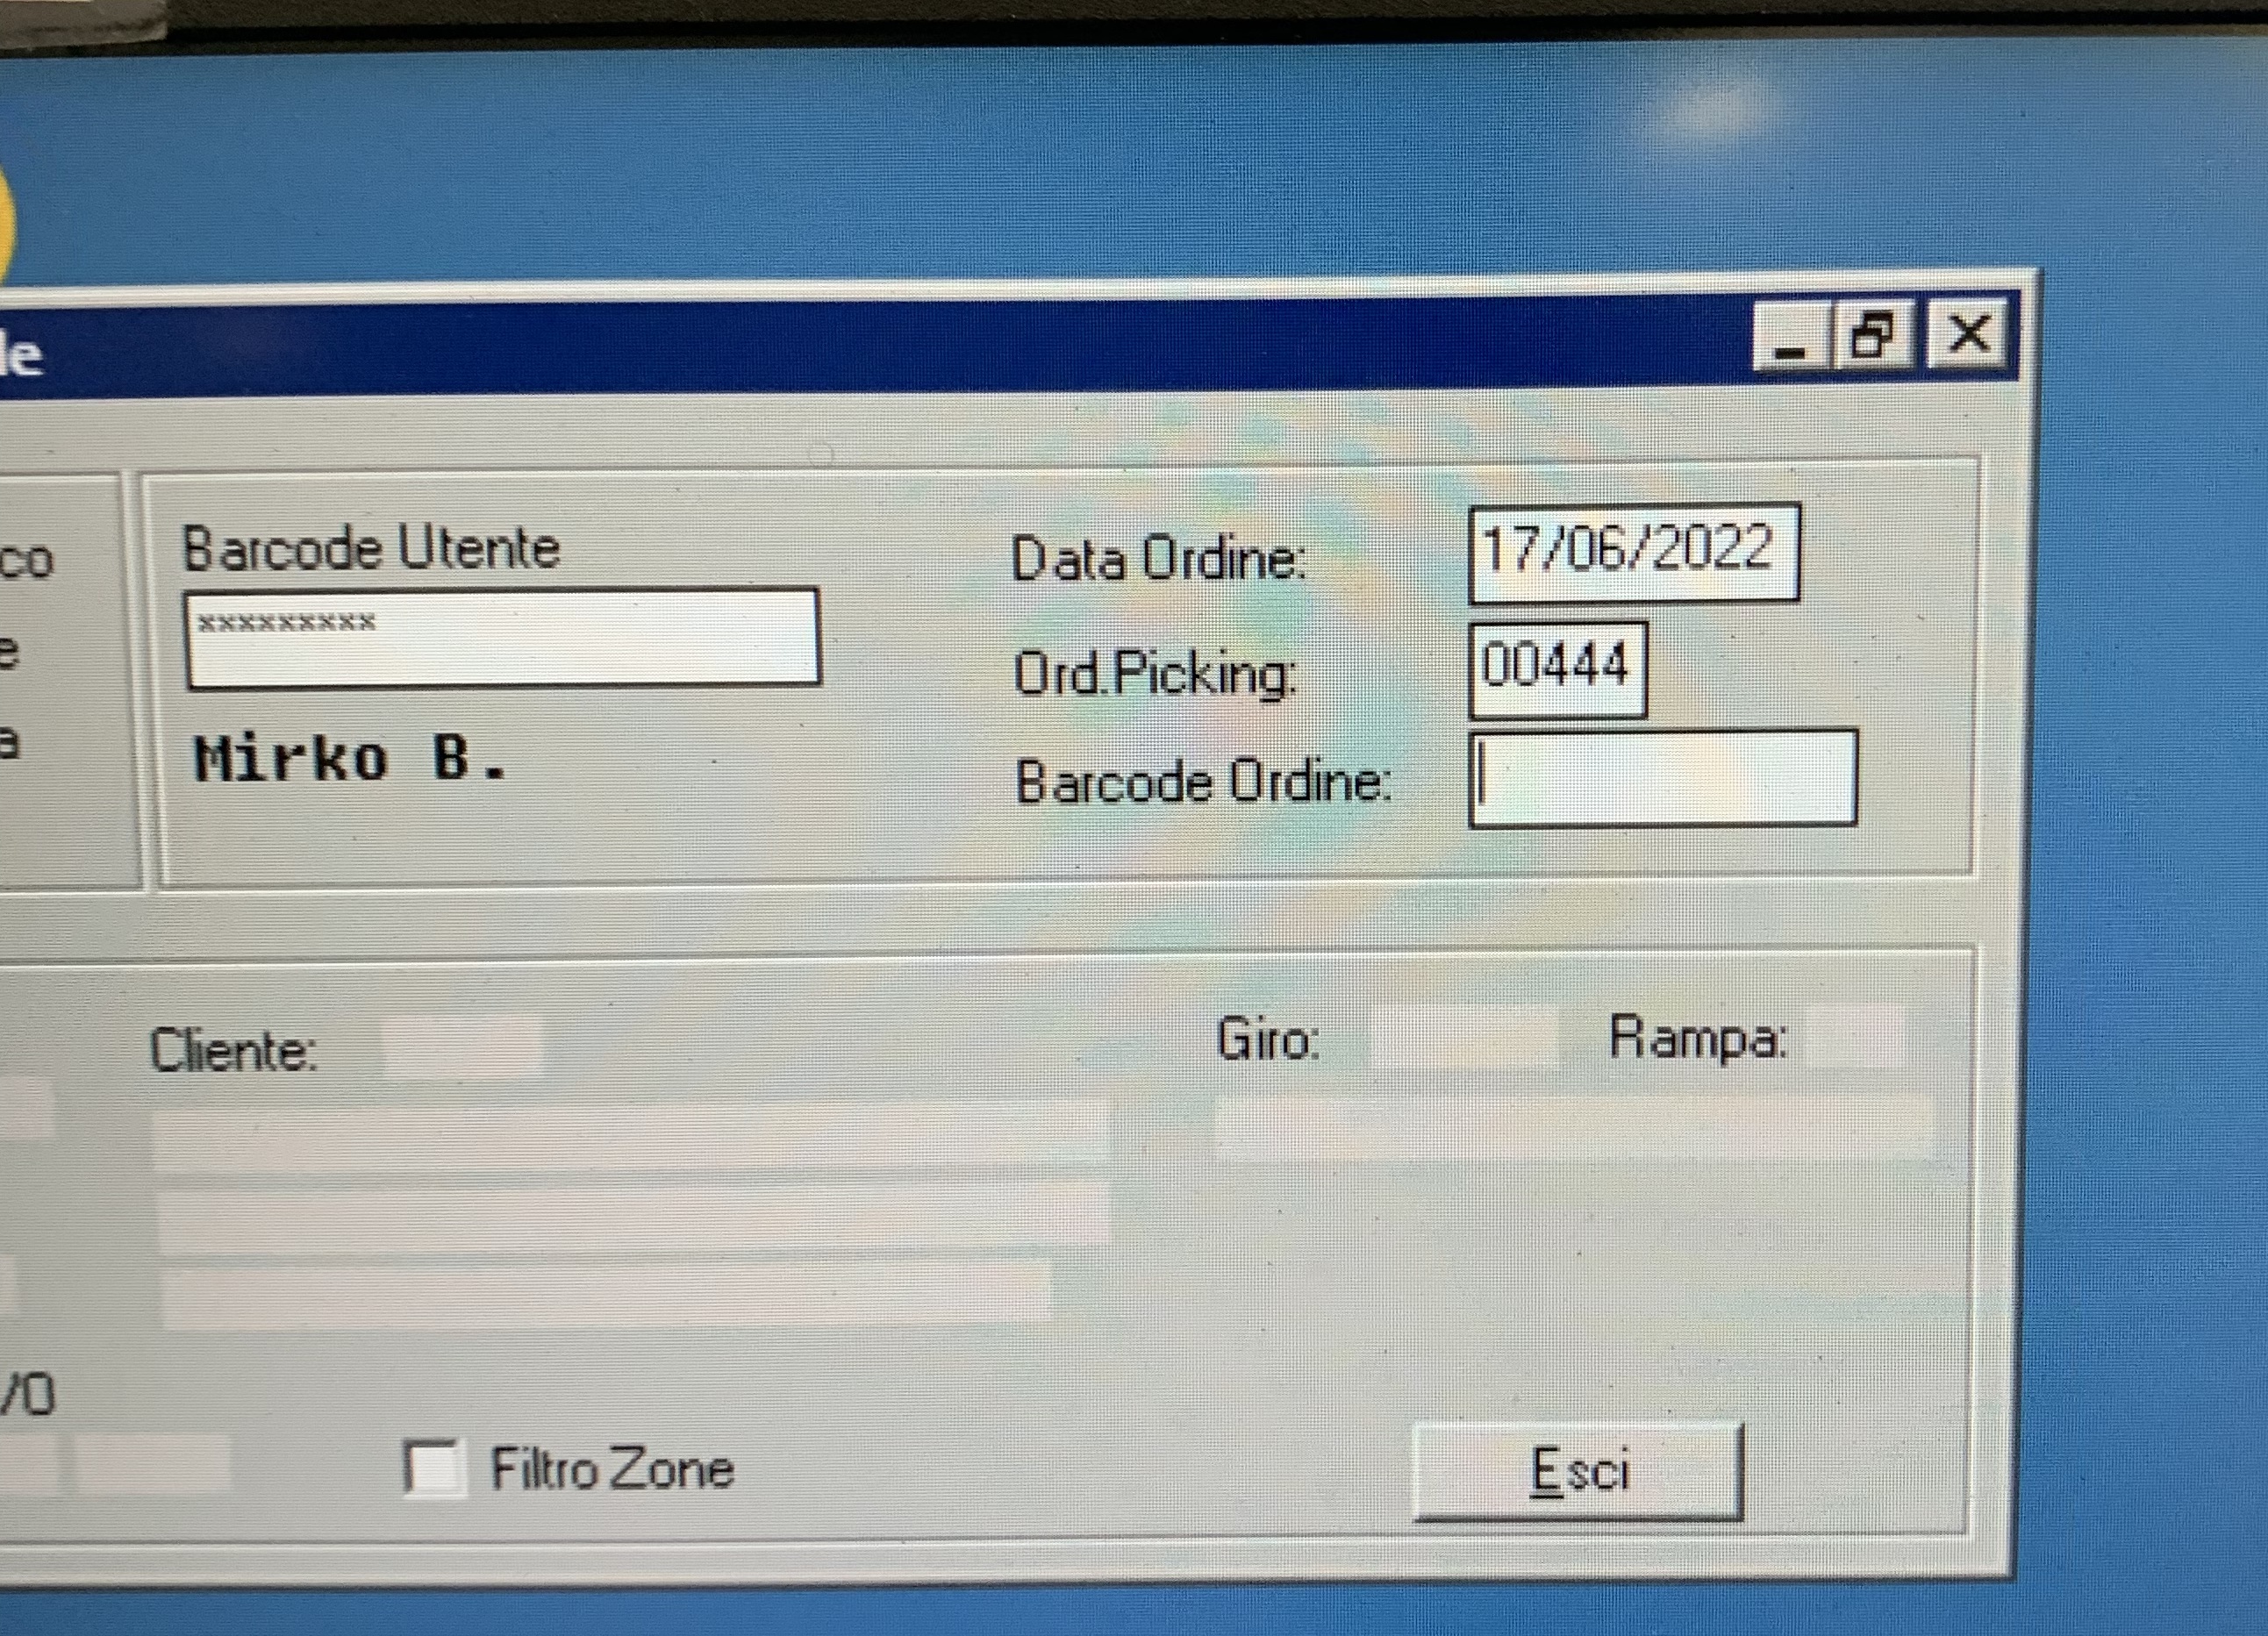 le
co
e
a
Barcode Utente
xxxxxxxxx
Mirko B.
Data Ordine: 17/06/2022
Ord.Picking: 00444
Barcode Ordine:
Cliente:
Giro: Rampa:
/O
Filtro Zone
Esci